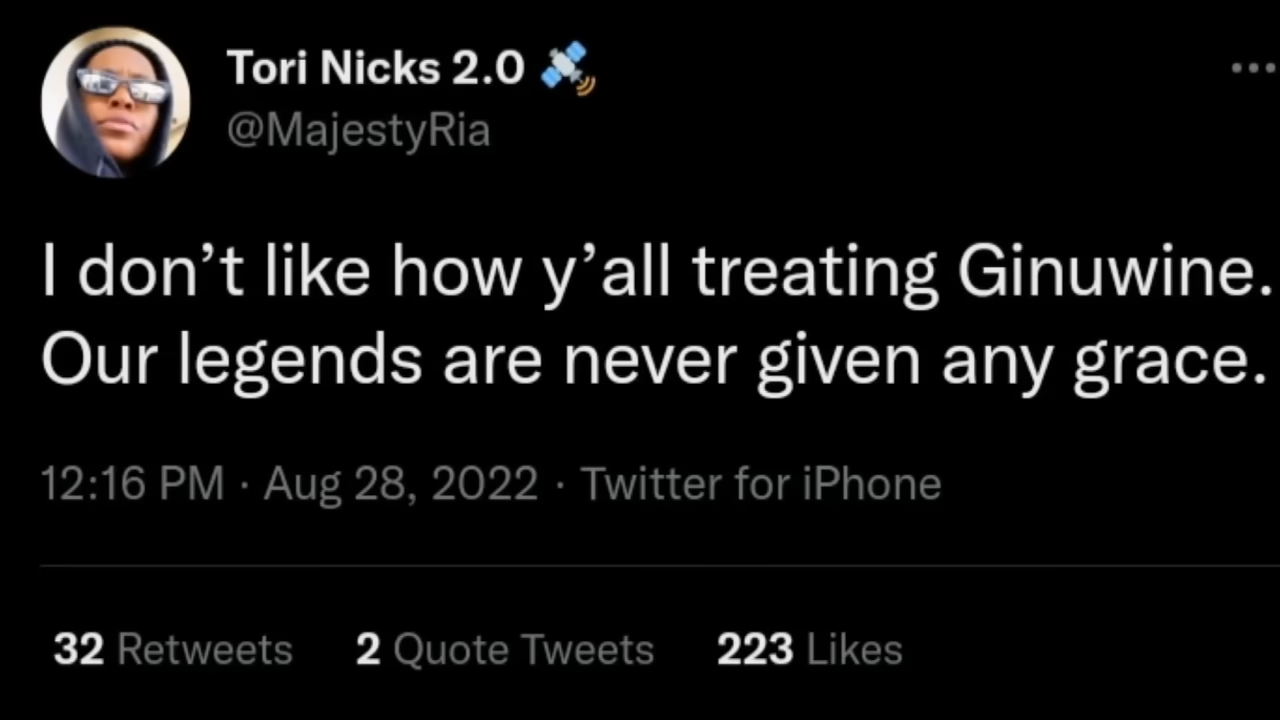 Tori Nicks 2.0
@MajestyRia
I don’t like how y’all treating Ginuwine.
Our legends are never given any grace.
12:16 PM · Aug 28, 2022 · Twitter for iPhone
32 Retweets 2 Quote Tweets 223 Likes